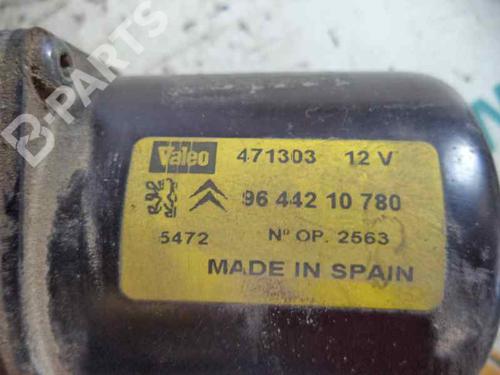 B-PARTS
Valeo 471303 12 V
96 442 10 780
5472 Nº OP. 2563
MADE IN SPAIN